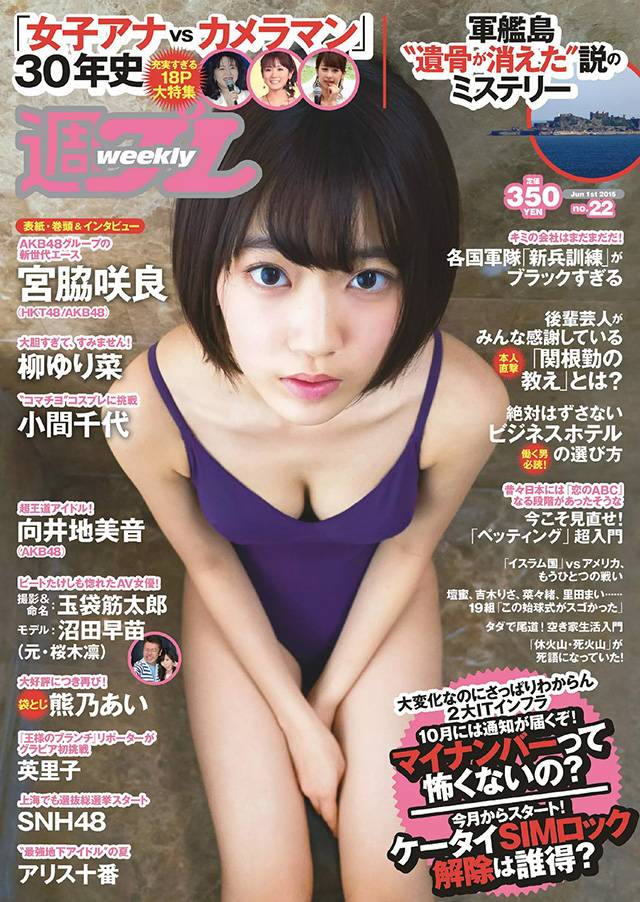 「女子アナvsカメラマン」
30年史
充実すぎる
18P
大特集
軍艦島
"遺骨が消えた"説の
ミステリー
週プレ
weekly
定価
350
YEN
Jun 1st 2015
no.22
表紙・巻頭&インタビュー
AKB48グループの
新世代エース
宮脇咲良
(HKT48/AKB48)
大胆すぎて、すみません!
柳ゆり菜
"コマチヨ"コスプレに挑戦
小間千代
超王道アイドル!
向井地美音
(AKB48)
ビートたけしも惚れたAV女優!
撮影&
命名:
玉袋筋太郎
モデル:沼田早苗
(元・桜木凛)
大好評につき再び!
袋とじ
熊乃あい
『王様のブランチ』リポーターが
グラビア初挑戦
英里子
上海でも選抜総選挙スタート
SNH48
"最強地下アイドル"の夏
アリス十番
キミの会社はまだまだだ!
各国軍隊「新兵訓練」が
ブラックすぎる
後輩芸人が
みんな感謝している
本人
直撃
「関根勤の
教え」とは?
絶対はずさない
ビジネスホテル
の選び方
働く男
必読!
昔々日本には「恋のABC」
なる段階があったそうな
今こそ見直せ!
「ペッティング」超入門
「イスラム国」vsアメリカ、
もうひとつの戦い
壇蜜、吉木りさ、菜々緒、里田まい……
19組「この始球式がスゴかった」
タダで尾道!空き家生活入門
「休火山・死火山」が
死語になっていた!
大変化なのにさっぱりわからん
2大ITインフラ
10月には通知が届くぞ!
マイナンバーって
怖くないの?
今月からスタート!
ケータイSIMロック
解除は誰得?